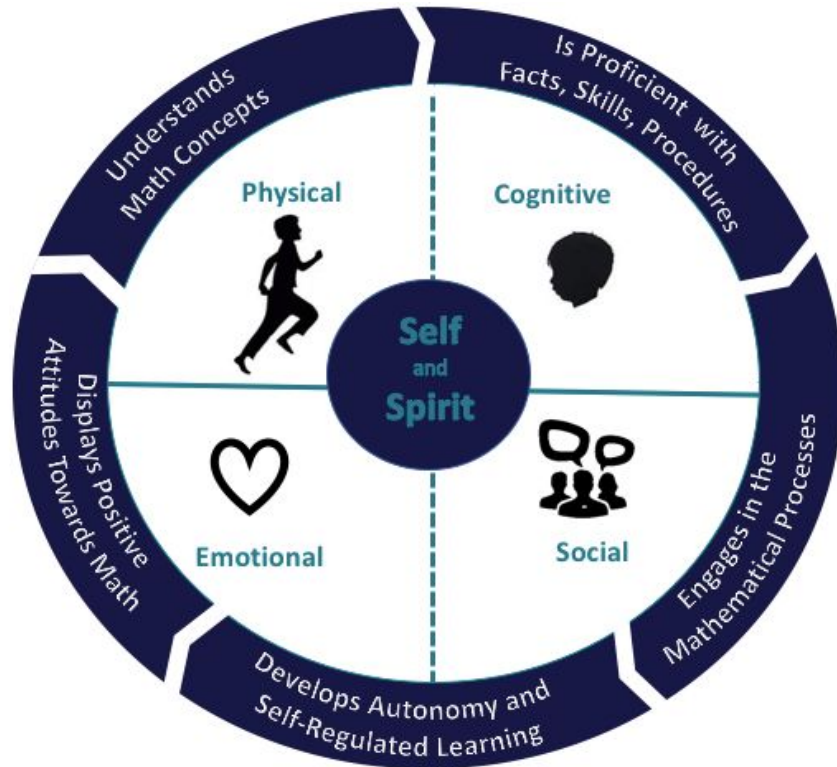 Understands
Math Concepts
Is Proficient with
Facts, Skills, Procedures
Physical
Cognitive
Self
and
Spirit
Displays Positive
Attitudes Towards Math
Emotional
Social
Engages in the
Mathematical Processes
Develops Autonomy and
Self-Regulated Learning